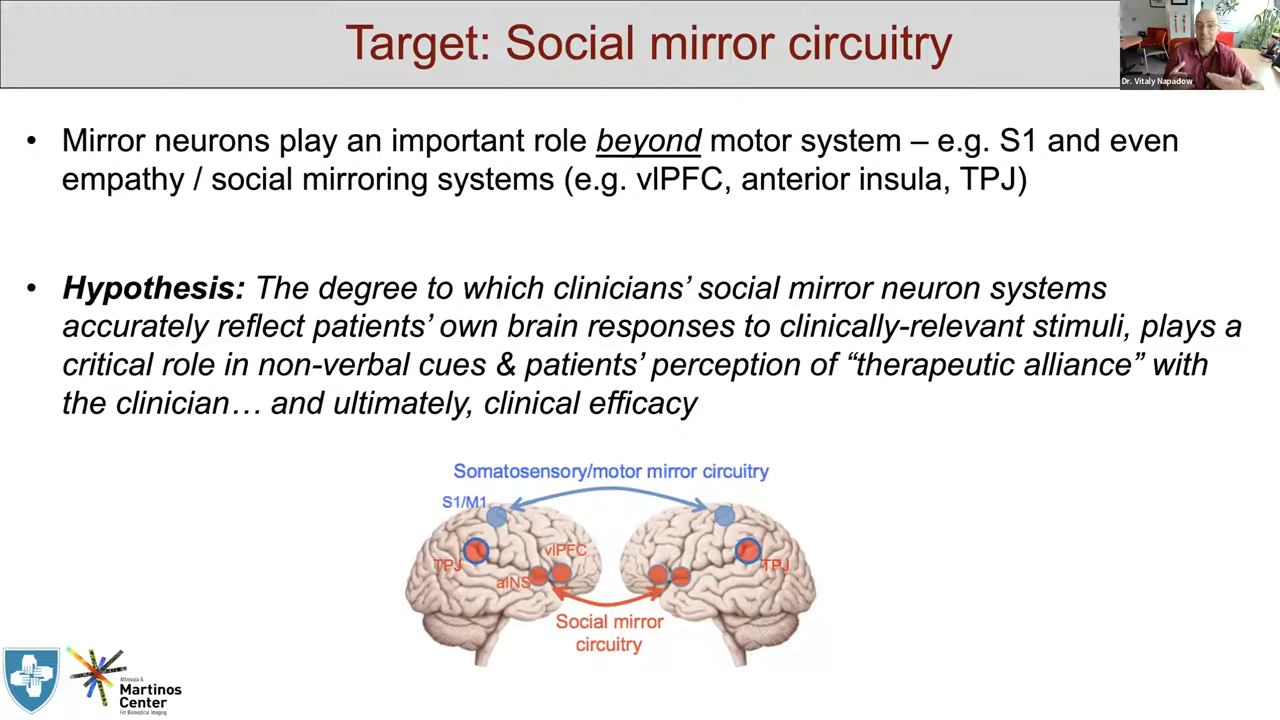 Target: Social mirror circuitry
Dr. Vitaly Napadow
• Mirror neurons play an important role beyond motor system – e.g. S1 and even
empathy / social mirroring systems (e.g. vlPFC, anterior insula, TPJ)
• Hypothesis: The degree to which clinicians’ social mirror neuron systems
accurately reflect patients’ own brain responses to clinically-relevant stimuli, plays a
critical role in non-verbal cues & patients’ perception of “therapeutic alliance” with
the clinician… and ultimately, clinical efficacy
Somatosensory/motor mirror circuitry
S1/M1
vlPFC
TPJ
TPJ
aINS
Social mirror
circuitry
Athinoula A.
Martinos
Center
For Biomedical Imaging